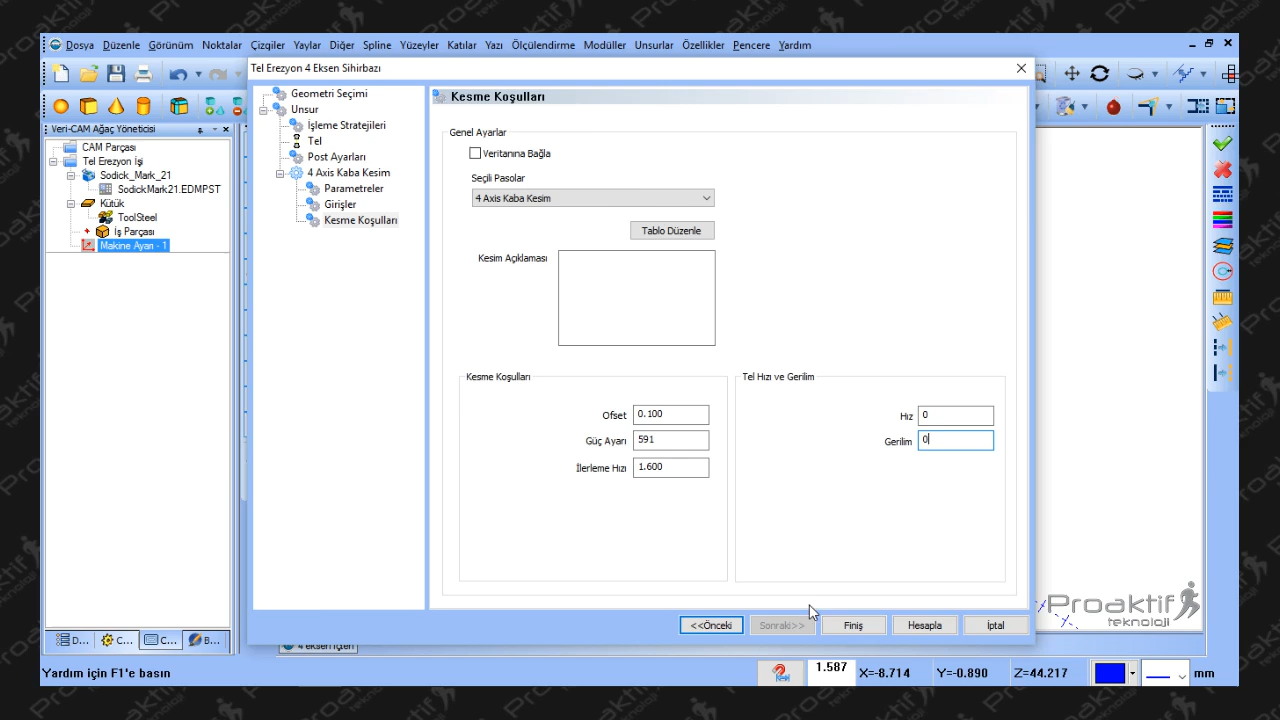 Dosya Düzenle Görünüm Noktalar Çizgiler Yaylar Diğer Spline Yüzeyler Katılar Yazı Ölçülendirme Modüller Unsurlar Özellikler Pencere Yardım
Tel Erezyon 4 Eksen Sihirbazı
Veri-CAM Ağaç Yöneticisi
CAM Parçası
Tel Erezyon İşi
Sodick_Mark_21
SodickMark21.EDMPST
Kütük
ToolSteel
İş Parçası
Makine Ayarı - 1
Geometri Seçimi
Unsur
İşleme Stratejileri
Tel
Post Ayarları
4 Axis Kaba Kesim
Parametreler
Girişler
Kesme Koşulları
Kesme Koşulları
Genel Ayarlar
Veritanına Bağla
Seçili Pasolar
4 Axis Kaba Kesim
Tablo Düzenle
Kesim Açıklaması
Kesme Koşulları
Ofset 0.100
Güç Ayarı 591
İlerleme Hızı 1.600
Tel Hızı ve Gerilim
Hız 0
Gerilim 0
<<Önceki Sonraki>> Finiş Hesapla İptal
D... C... C... B...
4 eksen içten
Proaktif
teknoloji
Yardım için F1'e basın 1.587 X=-8.714 Y=-0.890 Z=44.217 mm